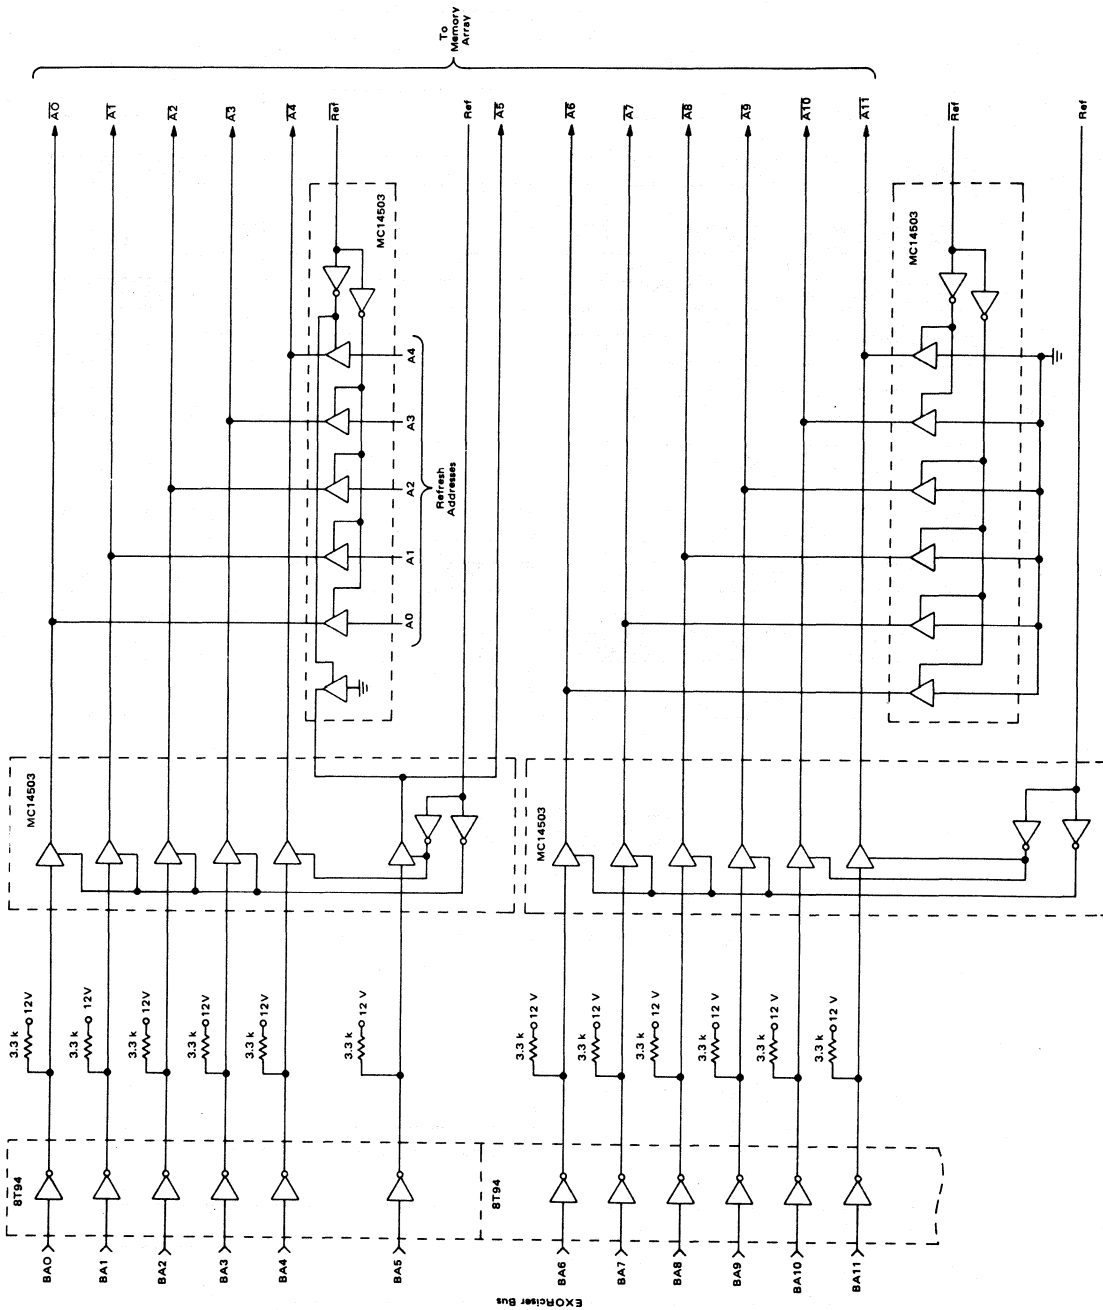 To
Memory
Array
A0
A1
A2
A3
A4
Ref
Ref
A5
A6
A7
A8
A9
A10
A11
Ref
Ref
MC14503
MC14503
A4
A3
A2
A1
A0
Refresh
Addresses
MC14503
MC14503
3.3 k
12V
3.3 k
12V
3.3 k
12V
3.3 k
12V
3.3 k
12V
3.3 k
12 V
3.3 k
12 V
3.3 k
12 V
3.3 k
12 V
3.3 k
12 V
3.3 k
12 V
3.3 k
12 V
8T94
8T94
BA0
BA1
BA2
BA3
BA4
BA5
BA6
BA7
BA8
BA9
BA10
BA11
EXORciser Bus